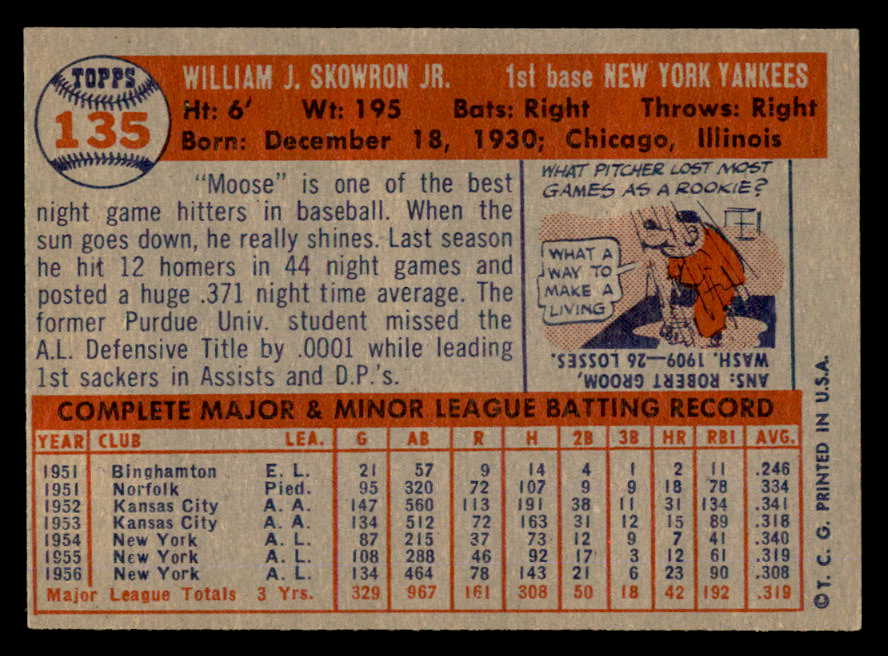 TOPPS
135
WILLIAM J. SKOWRON JR. 1st base NEW YORK YANKEES
Ht: 6' Wt: 195 Bats: Right Throws: Right
Born: December 18, 1930; Chicago, Illinois
"Moose" is one of the best
night game hitters in baseball. When the
sun goes down, he really shines. Last season
he hit 12 homers in 44 night games and
posted a huge .371 night time average. The
former Purdue Univ. student missed the
A.L. Defensive Title by .0001 while leading
1st sackers in Assists and D.P.'s.
WHAT PITCHER LOST MOST
GAMES AS A ROOKIE?
WHAT A
WAY TO
MAKE A
LIVING
ANS: ROBERT GROOM,
WASH. 1909—26 LOSSES.
COMPLETE MAJOR & MINOR LEAGUE BATTING RECORD
YEAR CLUB LEA. G AB R H 2B 3B HR RBI AVG.
1951 Binghamton E. L. 21 57 9 14 4 1 2 11 .246
1951 Norfolk Pied. 95 320 72 107 9 9 18 78 334
1952 Kansas City A. A. 147 560 113 191 38 11 31 134 .341
1953 Kansas City A. A. 134 512 72 163 31 12 15 89 .318
1954 New York A. L. 87 215 37 73 12 9 7 41 .340
1955 New York A. L. 108 288 46 92 17 3 12 61 .319
1956 New York A. L. 134 464 78 143 21 6 23 90 .308
Major League Totals 3 Yrs. 329 967 161 308 50 18 42 192 .319
© T. C. G. PRINTED IN U.S.A.